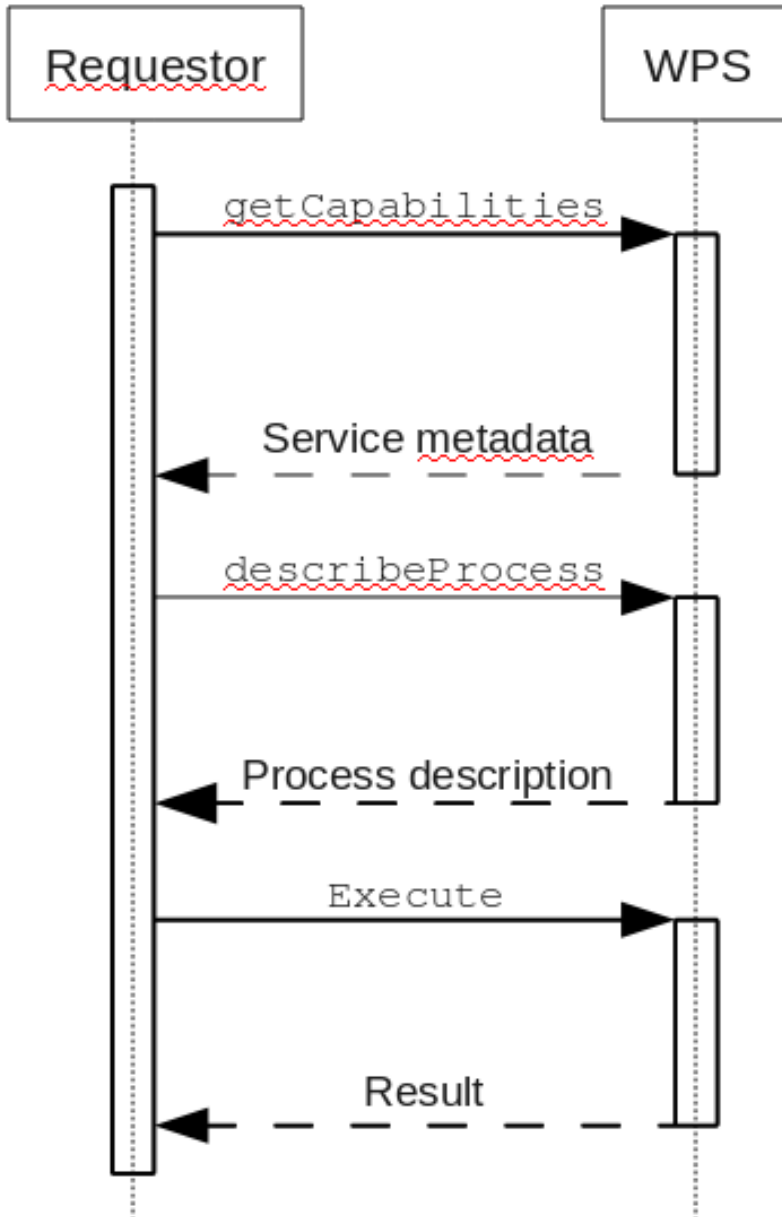 Requestor
WPS
getCapabilities
Service metadata
describeProcess
Process description
Execute
Result